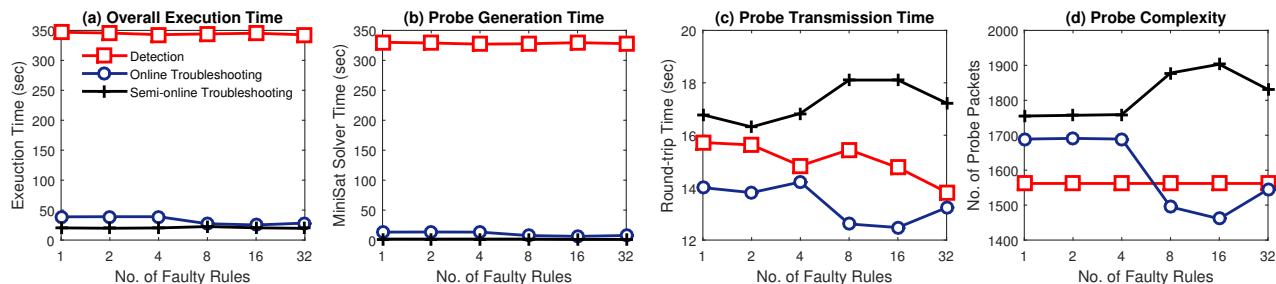 (a) Overall Execution Time
350
300
250
200
150
100
50
0
1 2 4 8 16 32
Exeuction Time (sec)
No. of Faulty Rules
Detection
Online Troubleshooting
Semi-online Troubleshooting
(b) Probe Generation Time
350
300
250
200
150
100
50
0
1 2 4 8 16 32
MiniSat Solver Time (sec)
No. of Faulty Rules
(c) Probe Transmission Time
20
18
16
14
12
1 2 4 8 16 32
Round-trip Time (sec)
No. of Faulty Rules
(d) Probe Complexity
2000
1900
1800
1700
1600
1500
1400
1 2 4 8 16 32
No. of Probe Packets
No. of Faulty Rules